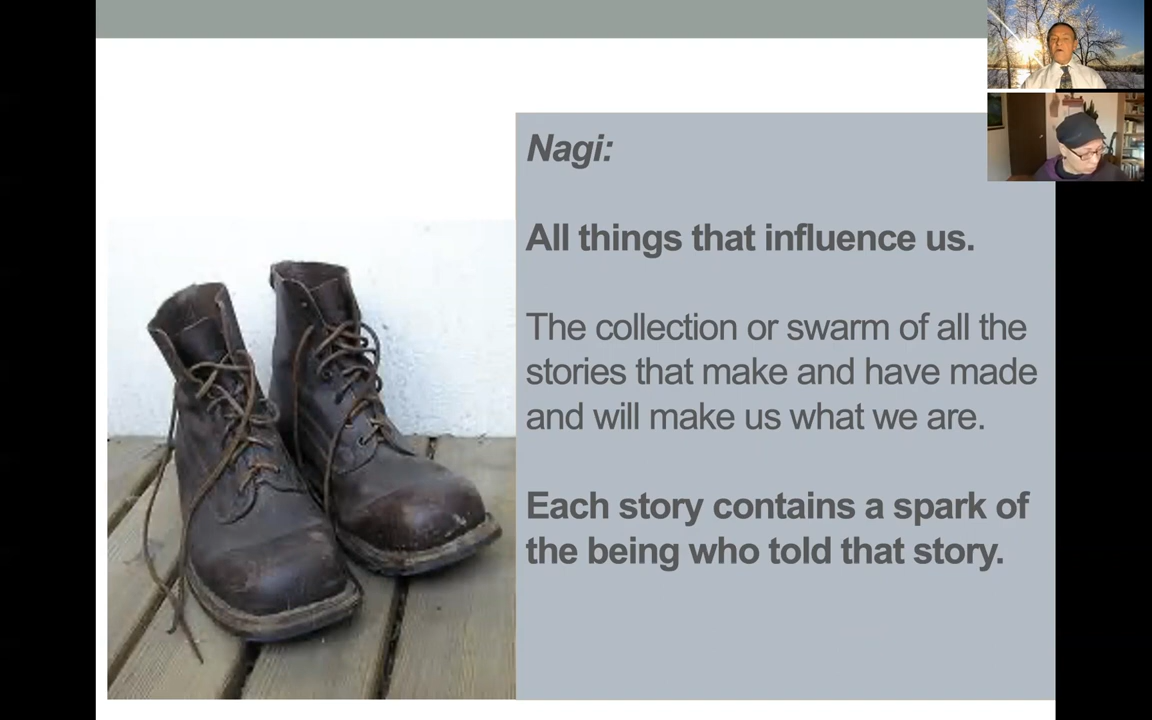 Nagi:
All things that influence us.
The collection or swarm of all the
stories that make and have made
and will make us what we are.
Each story contains a spark of
the being who told that story.